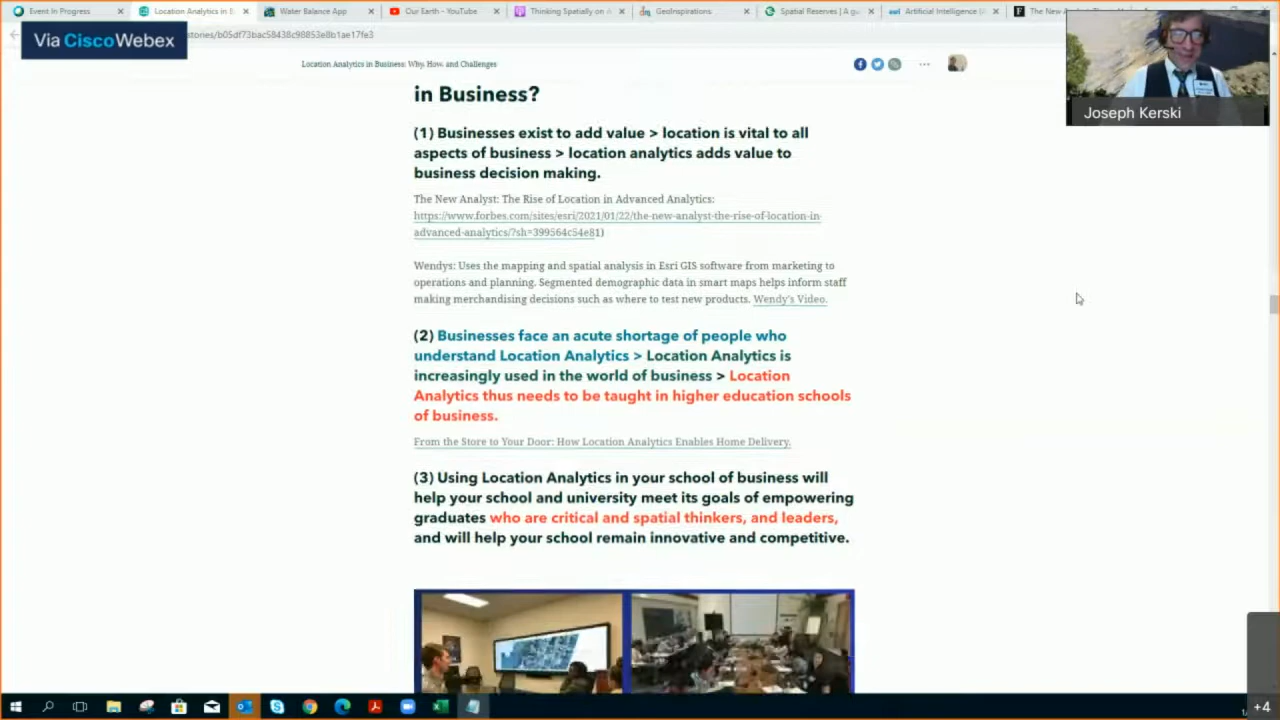 Event In Progress
Location Analytics in B
Water Balance App
Our Earth - YouTube
Thinking Spatially on A
GeoInspirations
Spatial Reserves | A gu
Artificial Intelligence (
The New
Via Cisco Webex
tories/b05df73bac58438c98853e8b1ae17fe3
Location Analytics in Business: Why, How, and Challenges
Joseph Kerski
in Business?
(1) Businesses exist to add value > location is vital to all
aspects of business > location analytics adds value to
business decision making.
The New Analyst: The Rise of Location in Advanced Analytics:
https://www.forbes.com/sites/esri/2021/01/22/the-new-analyst-the-rise-of-location-in-
advanced-analytics/?sh=399564c54e81)
Wendys: Uses the mapping and spatial analysis in Esri GIS software from marketing to
operations and planning. Segmented demographic data in smart maps helps inform staff
making merchandising decisions such as where to test new products. Wendy's Video.
(2) Businesses face an acute shortage of people who
understand Location Analytics > Location Analytics is
increasingly used in the world of business > Location
Analytics thus needs to be taught in higher education schools
of business.
From the Store to Your Door: How Location Analytics Enables Home Delivery.
(3) Using Location Analytics in your school of business will
help your school and university meet its goals of empowering
graduates who are critical and spatial thinkers, and leaders,
and will help your school remain innovative and competitive.
+4